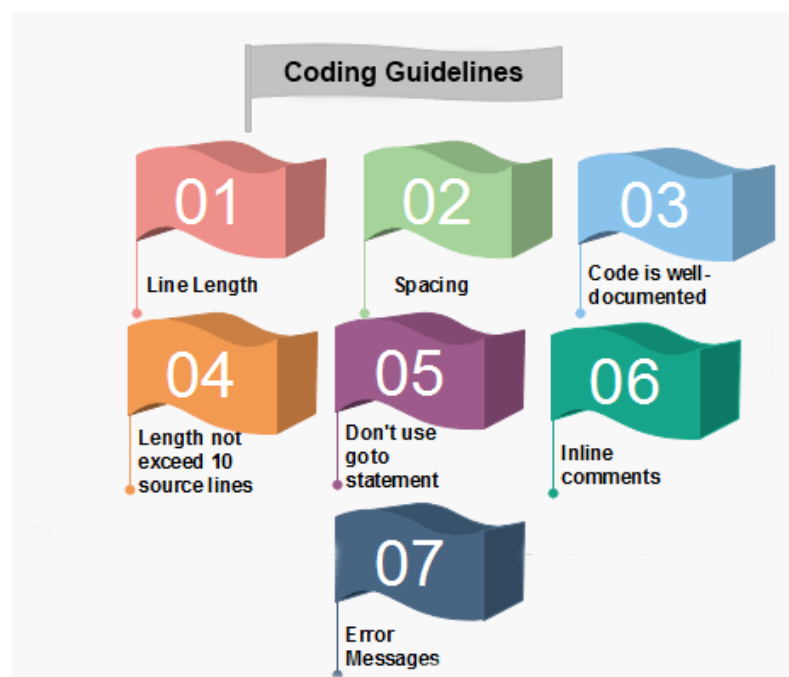 Coding Guidelines
01
Line Length
02
Spacing
03
Code is well-
documented
04
Length not
exceed 10
source lines
05
Don't use
goto
statement
06
Inline
comments
07
Error
Messages